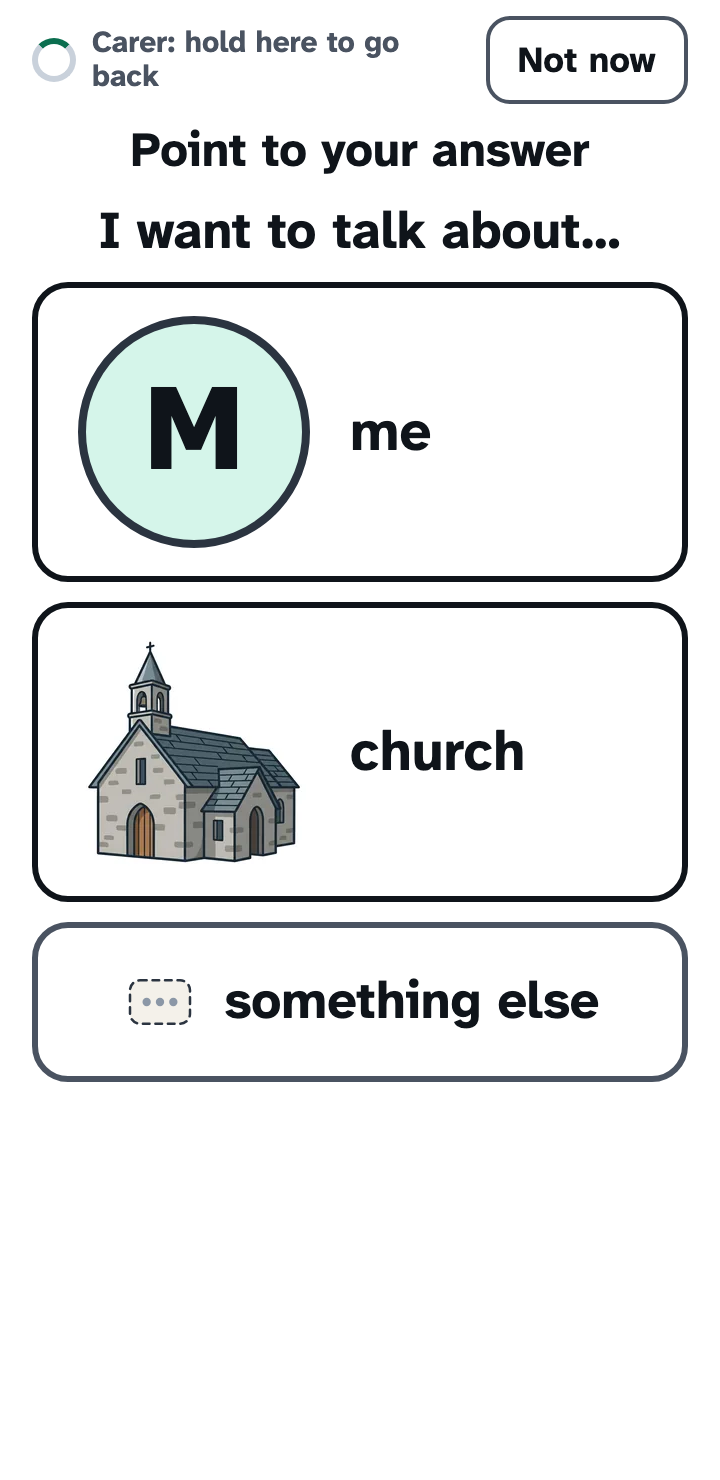 Carer: hold here to go
back
Not now
Point to your answer
I want to talk about...
M
me
church
something else